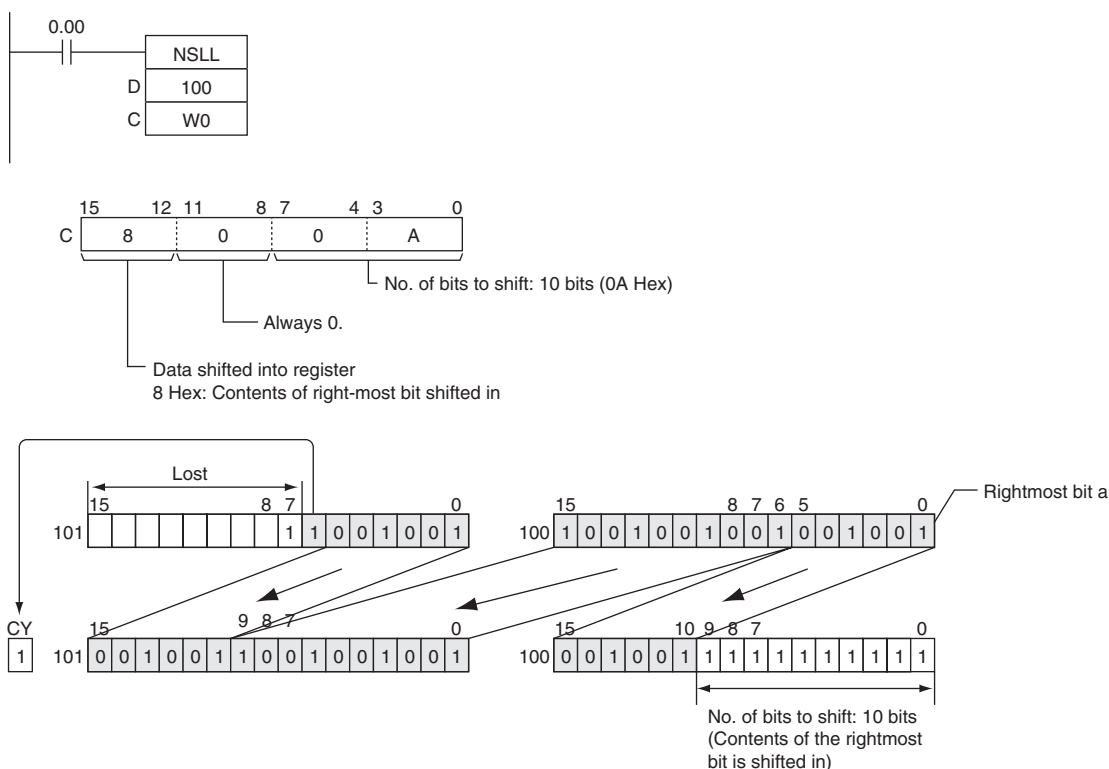 0.00
NSLL
D 100
C W0
15 12 11 8 7 4 3 0
C 8 0 0 A
No. of bits to shift: 10 bits (0A Hex)
Always 0.
Data shifted into register
8 Hex: Contents of right-most bit shifted in
Lost
15 8 7 0 15 8 7 6 5 0
Rightmost bit a
101 1 1 0 0 1 0 0 1 100 1 0 0 1 0 0 1 0 0 1 0 0 1 0 0 1
CY 15 9 8 7 0 15 10 9 8 7 0
1 101 0 0 1 0 0 1 1 0 0 1 0 0 1 0 0 1 100 0 0 1 0 0 1 1 1 1 1 1 1 1 1 1 1
No. of bits to shift: 10 bits
(Contents of the rightmost
bit is shifted in)